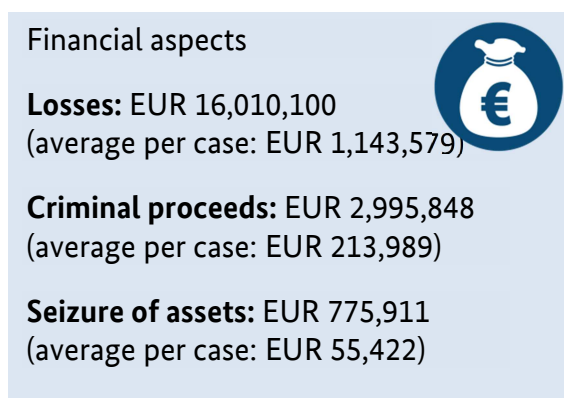 Financial aspects
Losses: EUR 16,010,100
(average per case: EUR 1,143,579)
Criminal proceeds: EUR 2,995,848
(average per case: EUR 213,989)
Seizure of assets: EUR 775,911
(average per case: EUR 55,422)
€